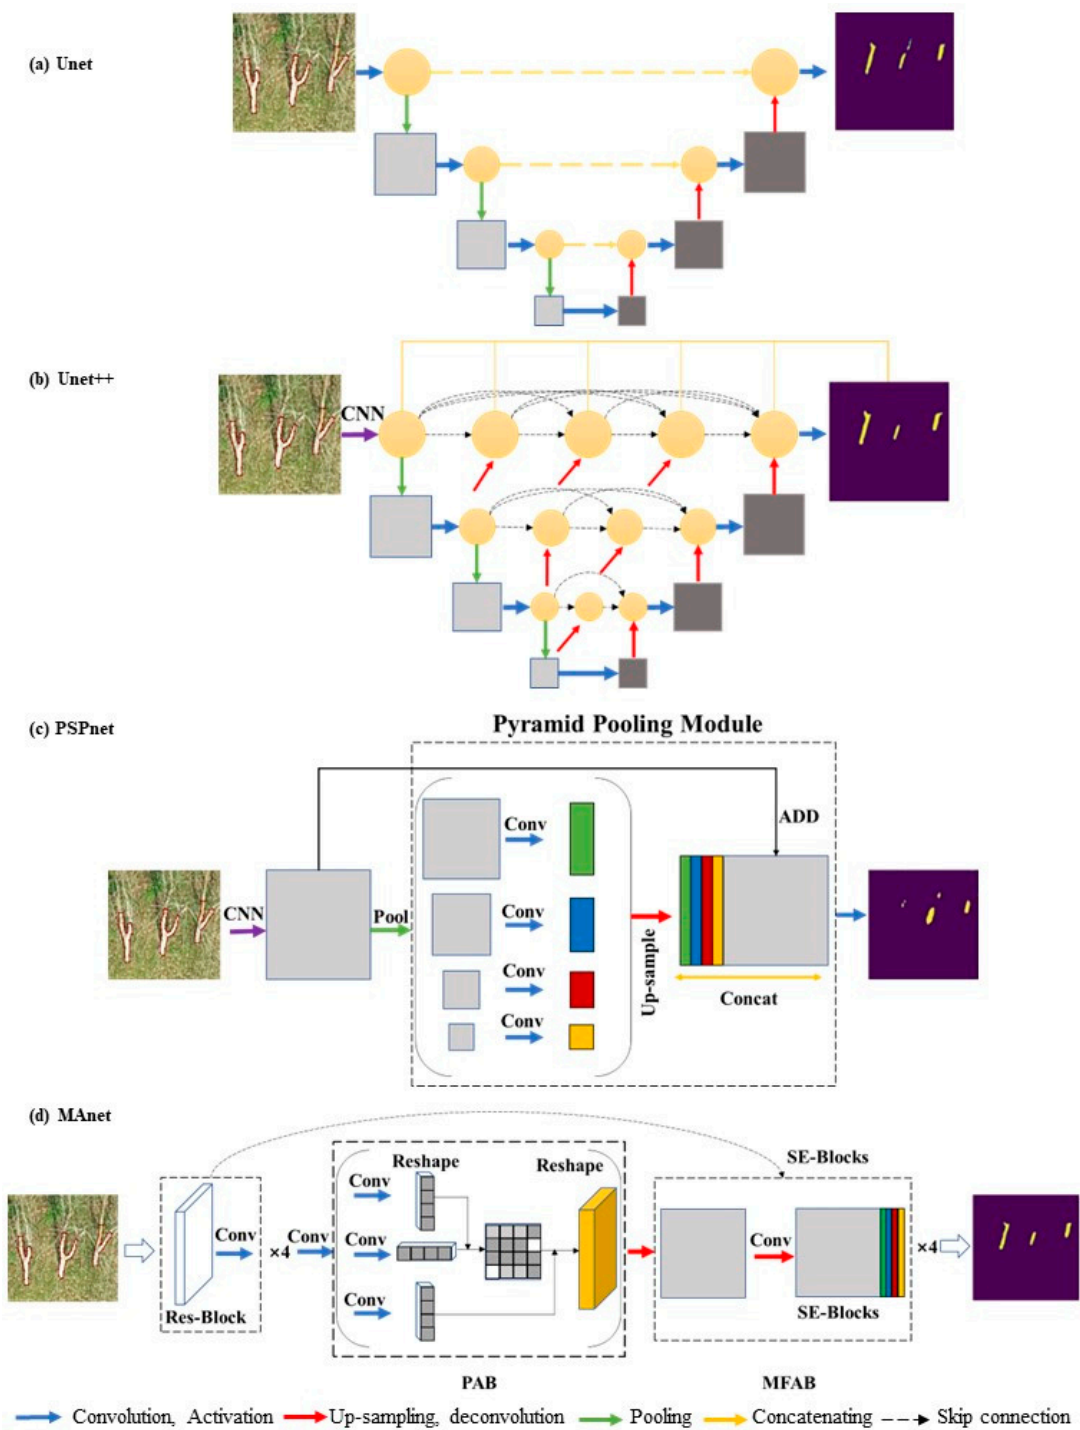 (a) Unet
(b) Unet++
CNN
(c) PSPnet
Pyramid Pooling Module
ADD
Conv
CNN
Pool
Conv
Up-sample
Conv
Concat
Conv
(d) MAnet
SE-Blocks
Reshape
Reshape
Conv
Conv
×4
Conv
Conv
Conv
×4
Conv
Res-Block
SE-Blocks
PAB
MFAB
Convolution, Activation
Up-sampling, deconvolution
Pooling
Concatenating
Skip connection